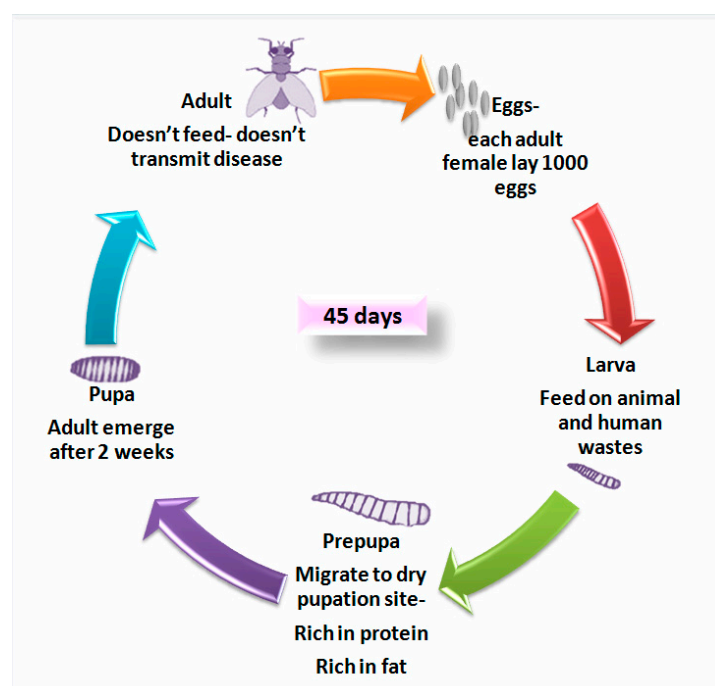 Adult
Doesn't feed- doesn't
transmit disease
Eggs-
each adult
female lay 1000
eggs
45 days
Larva
Feed on animal
and human
wastes
Prepupa
Migrate to dry
pupation site-
Rich in protein
Rich in fat
Pupa
Adult emerge
after 2 weeks